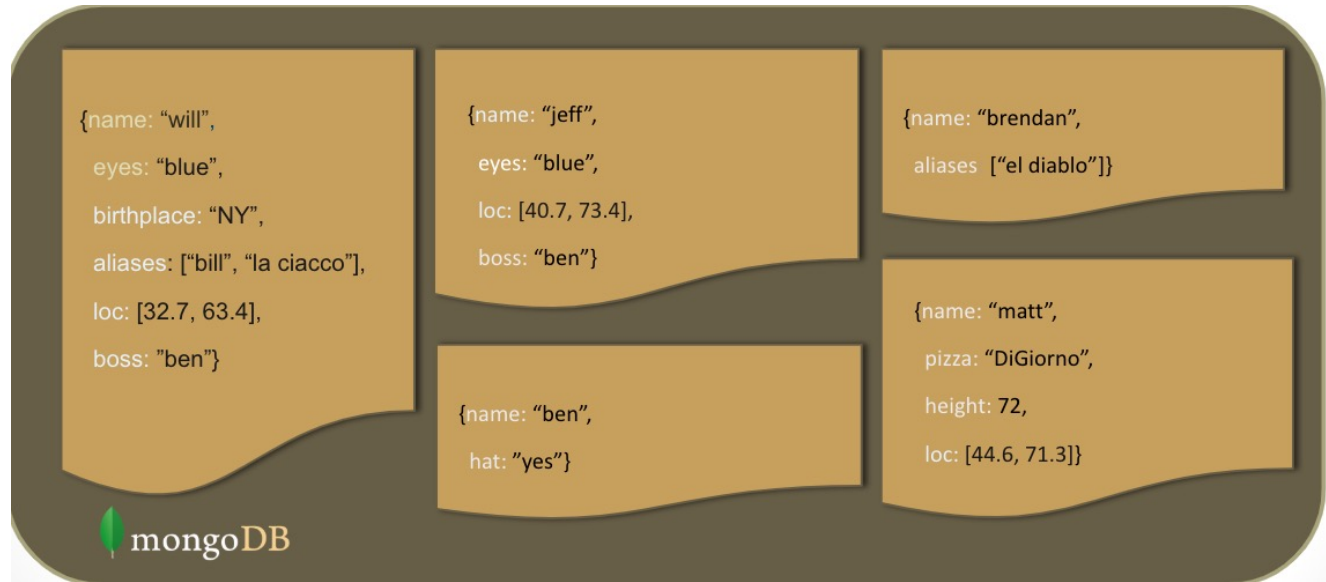 {name: “will”,
eyes: “blue”,
birthplace: “NY”,
aliases: [“bill”, “la ciacco”],
loc: [32.7, 63.4],
boss: ”ben”}
{name: “jeff”,
eyes: “blue”,
loc: [40.7, 73.4],
boss: “ben”}
{name: “ben”,
hat: ”yes”}
{name: “brendan”,
aliases [“el diablo”]}
{name: “matt”,
pizza: “DiGiorno”,
height: 72,
loc: [44.6, 71.3]}
mongoDB